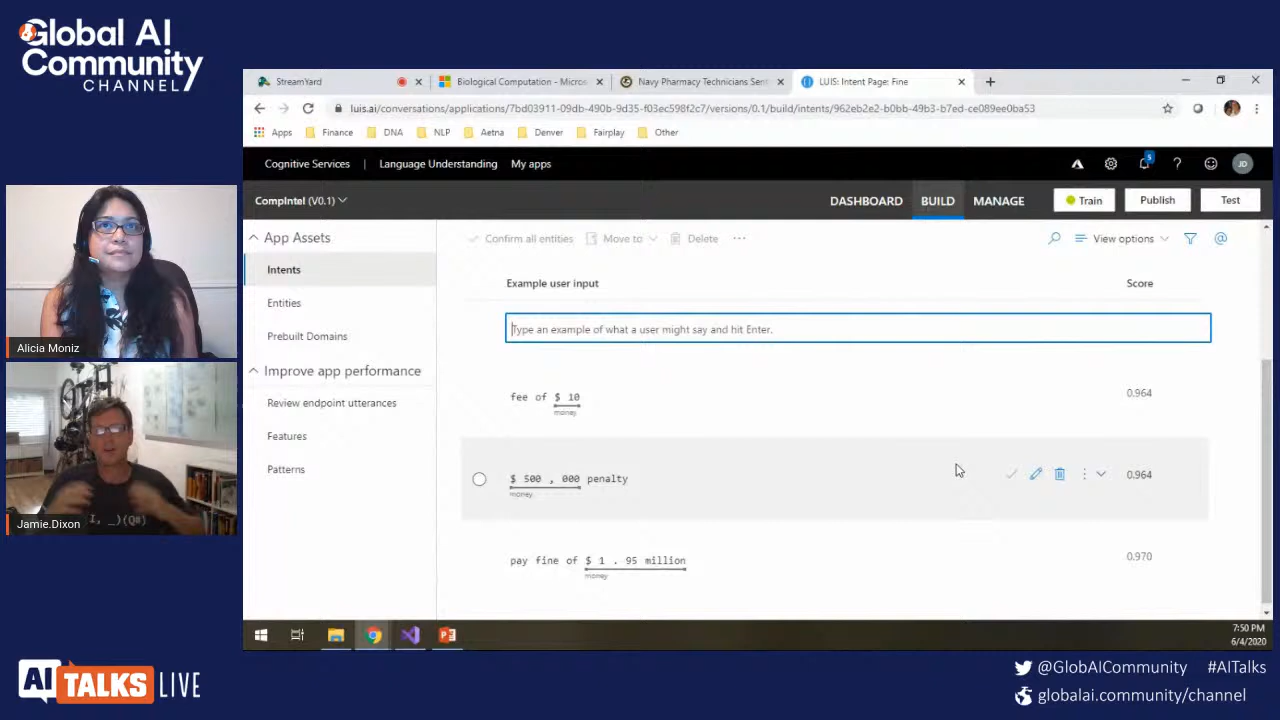 Global AI
Community
CHANNEL
StreamYard
Biological Computation - Micros
Navy Pharmacy Technicians Sent
LUIS: Intent Page: Fine
luis.ai/conversations/applications/7bd03911-09db-490b-9d35-f03ec598f2c7/versions/0.1/build/intents/962eb2e2-b0bb-49b3-b7ed-ce089ee0ba53
Apps Finance DNA NLP Aetna Denver Fairplay Other
Cognitive Services | Language Understanding My apps
5
JD
CompIntel (V0.1)
DASHBOARD BUILD MANAGE Train Publish Test
App Assets
Intents
Entities
Prebuilt Domains
Improve app performance
Review endpoint utterances
Features
Patterns
Confirm all entities Move to Delete ...
View options
Example user input Score
Type an example of what a user might say and hit Enter.
fee of $ 10 0.964
money
$ 500 , 000 penalty 0.964
money
pay fine of $ 1 . 95 million 0.970
money
Alicia Moniz
Jamie.Dixon
7:50 PM
6/4/2020
AI TALKS LIVE
@GlobAICommunity #AITalks
globalai.community/channel